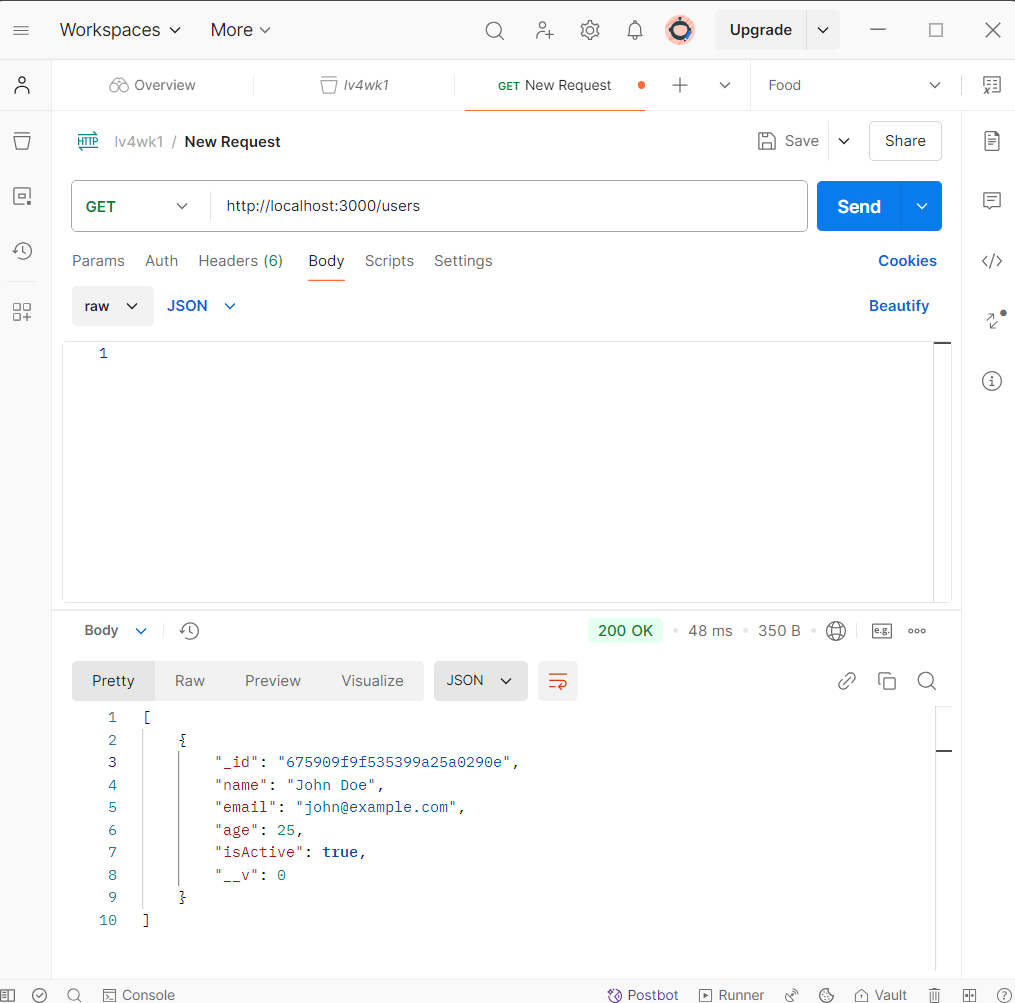 Workspaces More Upgrade
Overview lv4wk1 GET New Request Food
HTTP lv4wk1 / New Request Save Share
GET http://localhost:3000/users Send
Params Auth Headers (6) Body Scripts Settings Cookies
raw JSON Beautify
1
Body 200 OK 48 ms 350 B e.g.
Pretty Raw Preview Visualize JSON
1 [
2 {
3 "_id": "675909f9f535399a25a0290e",
4 "name": "John Doe",
5 "email": "john@example.com",
6 "age": 25,
7 "isActive": true,
8 "__v": 0
9 }
10 ]
Console Postbot Runner Vault